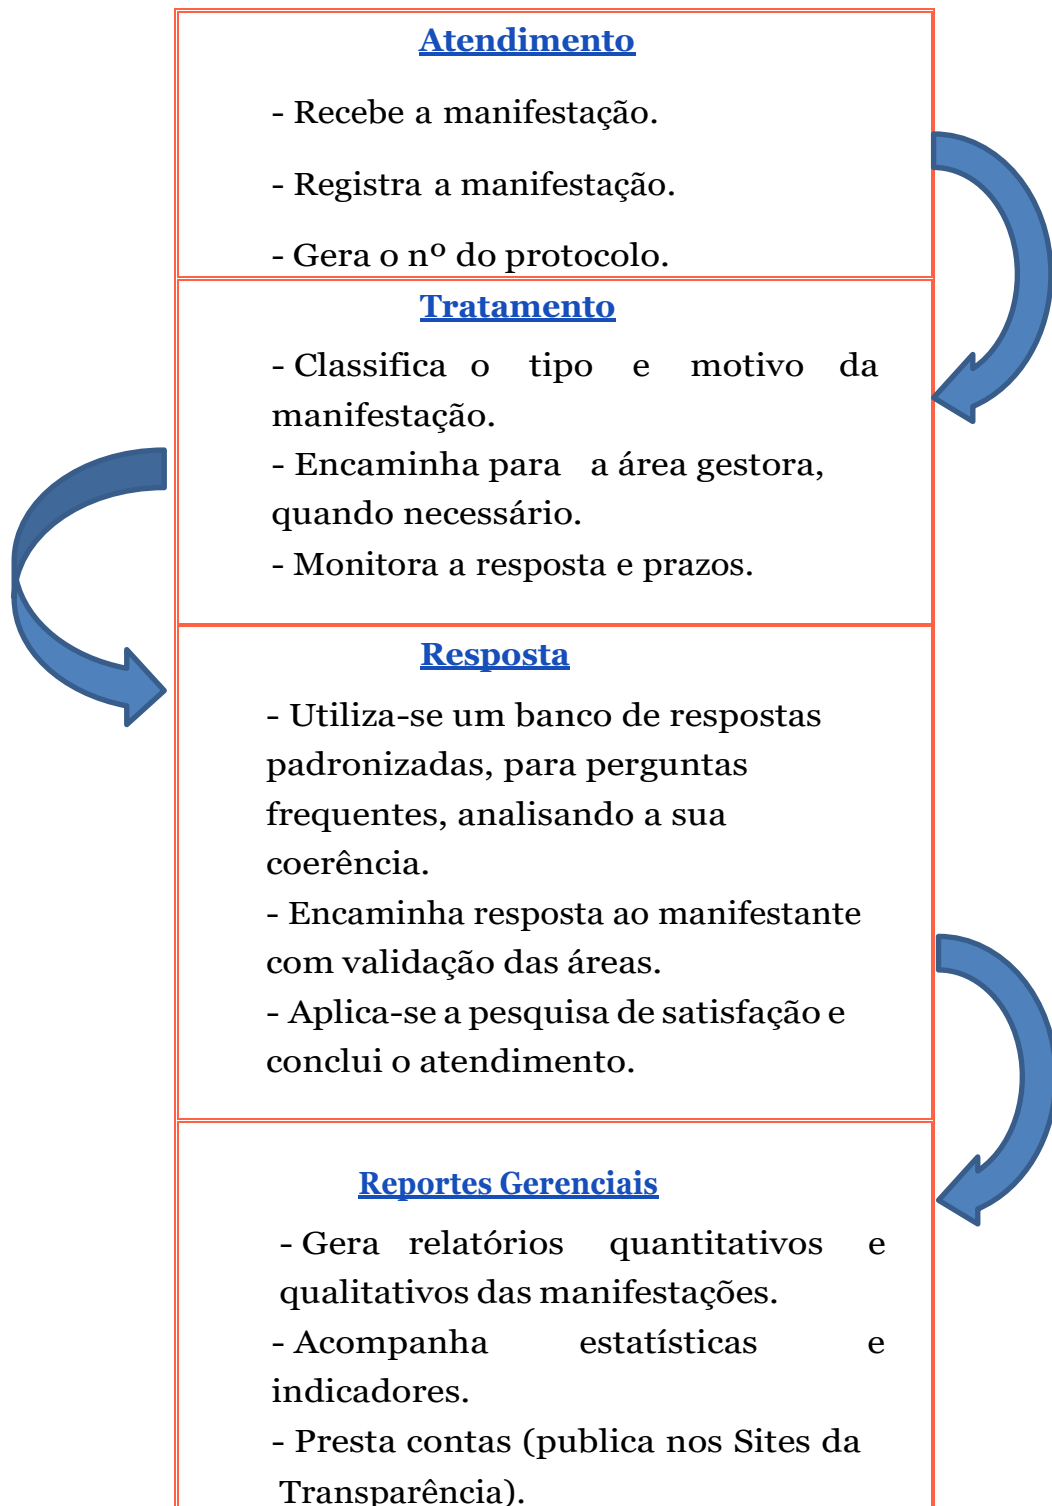 Atendimento
- Recebe a manifestação.
- Registra a manifestação.
- Gera o nº do protocolo.
Tratamento
- Classifica o tipo e motivo da
manifestação.
- Encaminha para a área gestora,
quando necessário.
- Monitora a resposta e prazos.
Resposta
- Utiliza-se um banco de respostas
padronizadas, para perguntas
frequentes, analisando a sua
coerência.
- Encaminha resposta ao manifestante
com validação das áreas.
- Aplica-se a pesquisa de satisfação e
conclui o atendimento.
Reportes Gerenciais
- Gera relatórios quantitativos e
qualitativos das manifestações.
- Acompanha estatísticas e
indicadores.
- Presta contas (publica nos Sites da
Transparência).